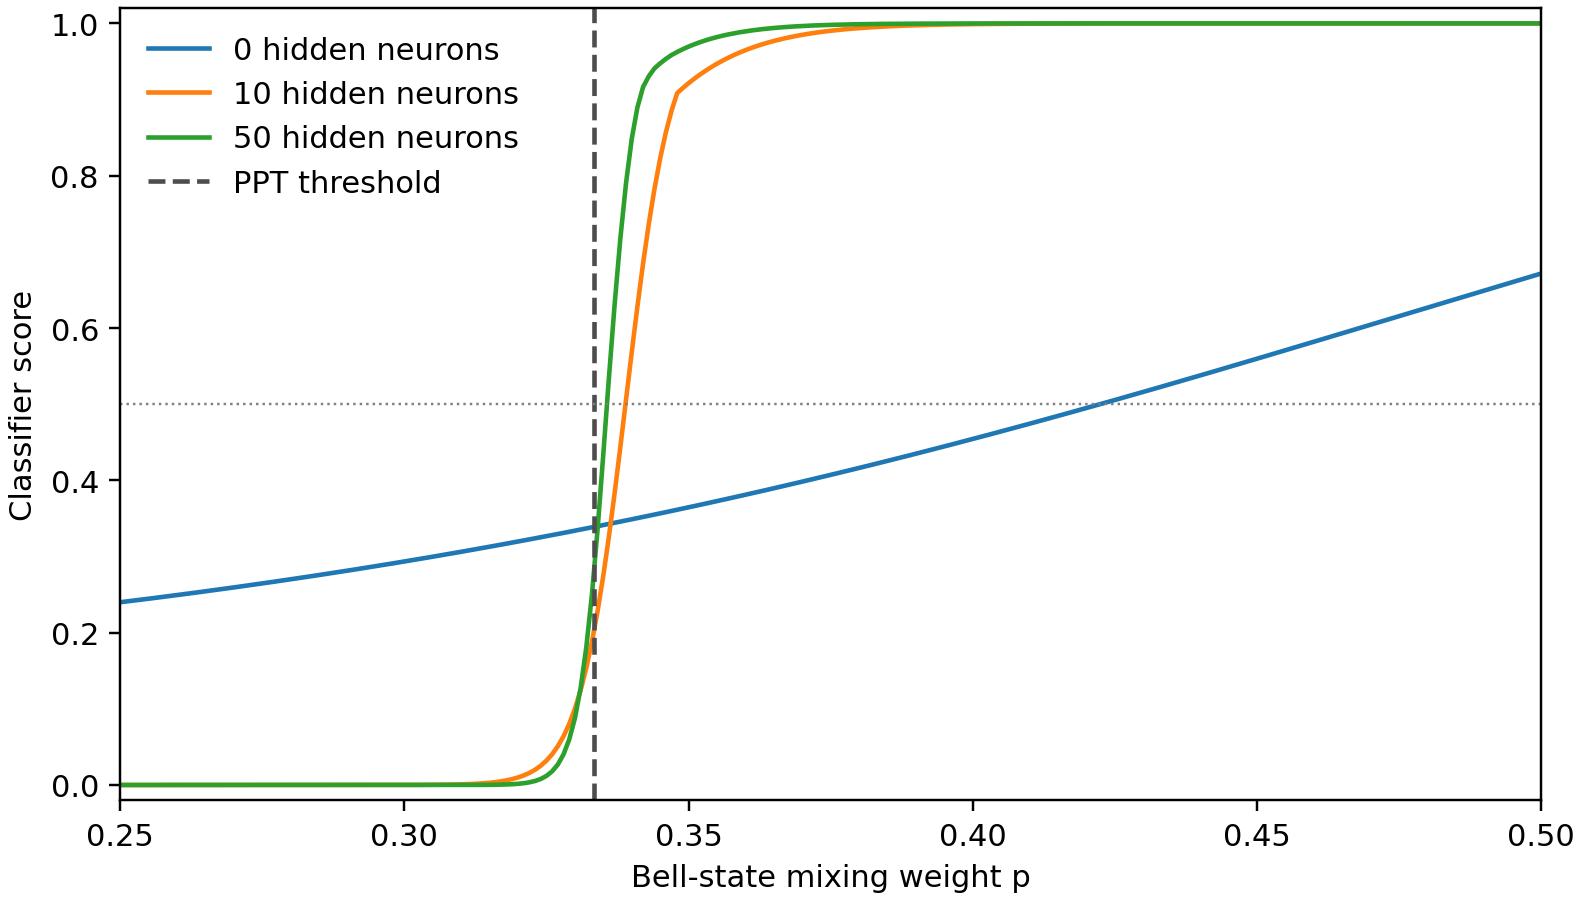 1.0
0.8
0.6
0.4
0.2
0.0
Classifier score
0 hidden neurons
10 hidden neurons
50 hidden neurons
PPT threshold
0.25 0.30 0.35 0.40 0.45 0.50
Bell-state mixing weight p